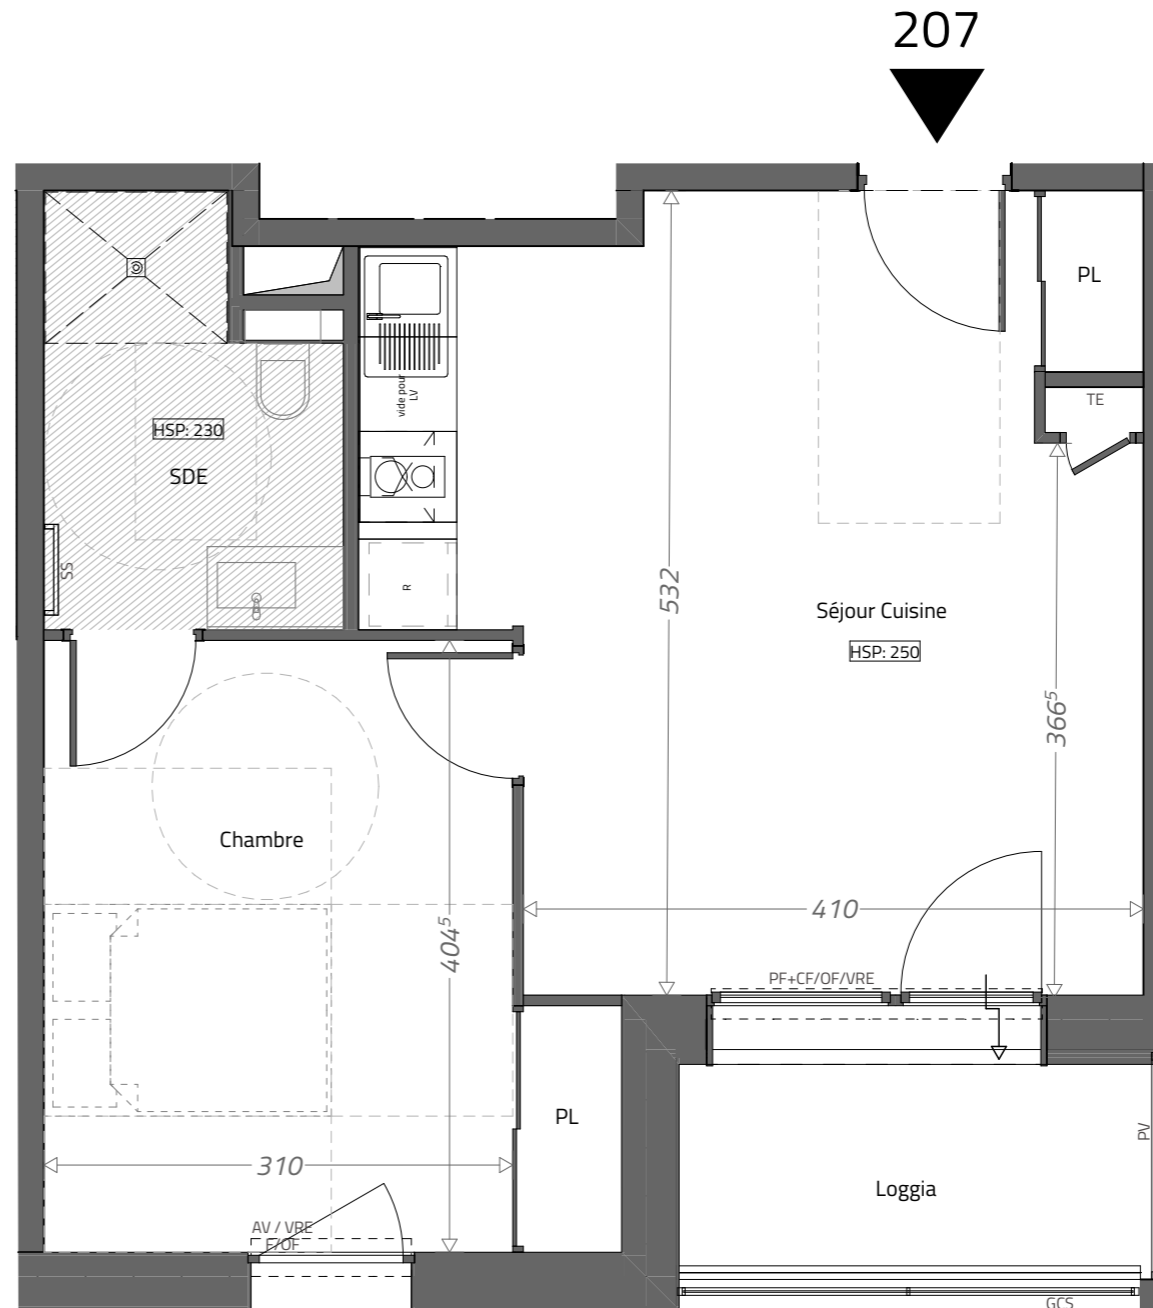 207
PL
TE
vide pour
LV
HSP: 230
SDE
SS
R
532
Séjour Cuisine
HSP: 250
366⁵
Chambre
404⁵
410
PF+CF/OF/VRE
PL
310
AV / VRE
F/OF
Loggia
PV
GCS